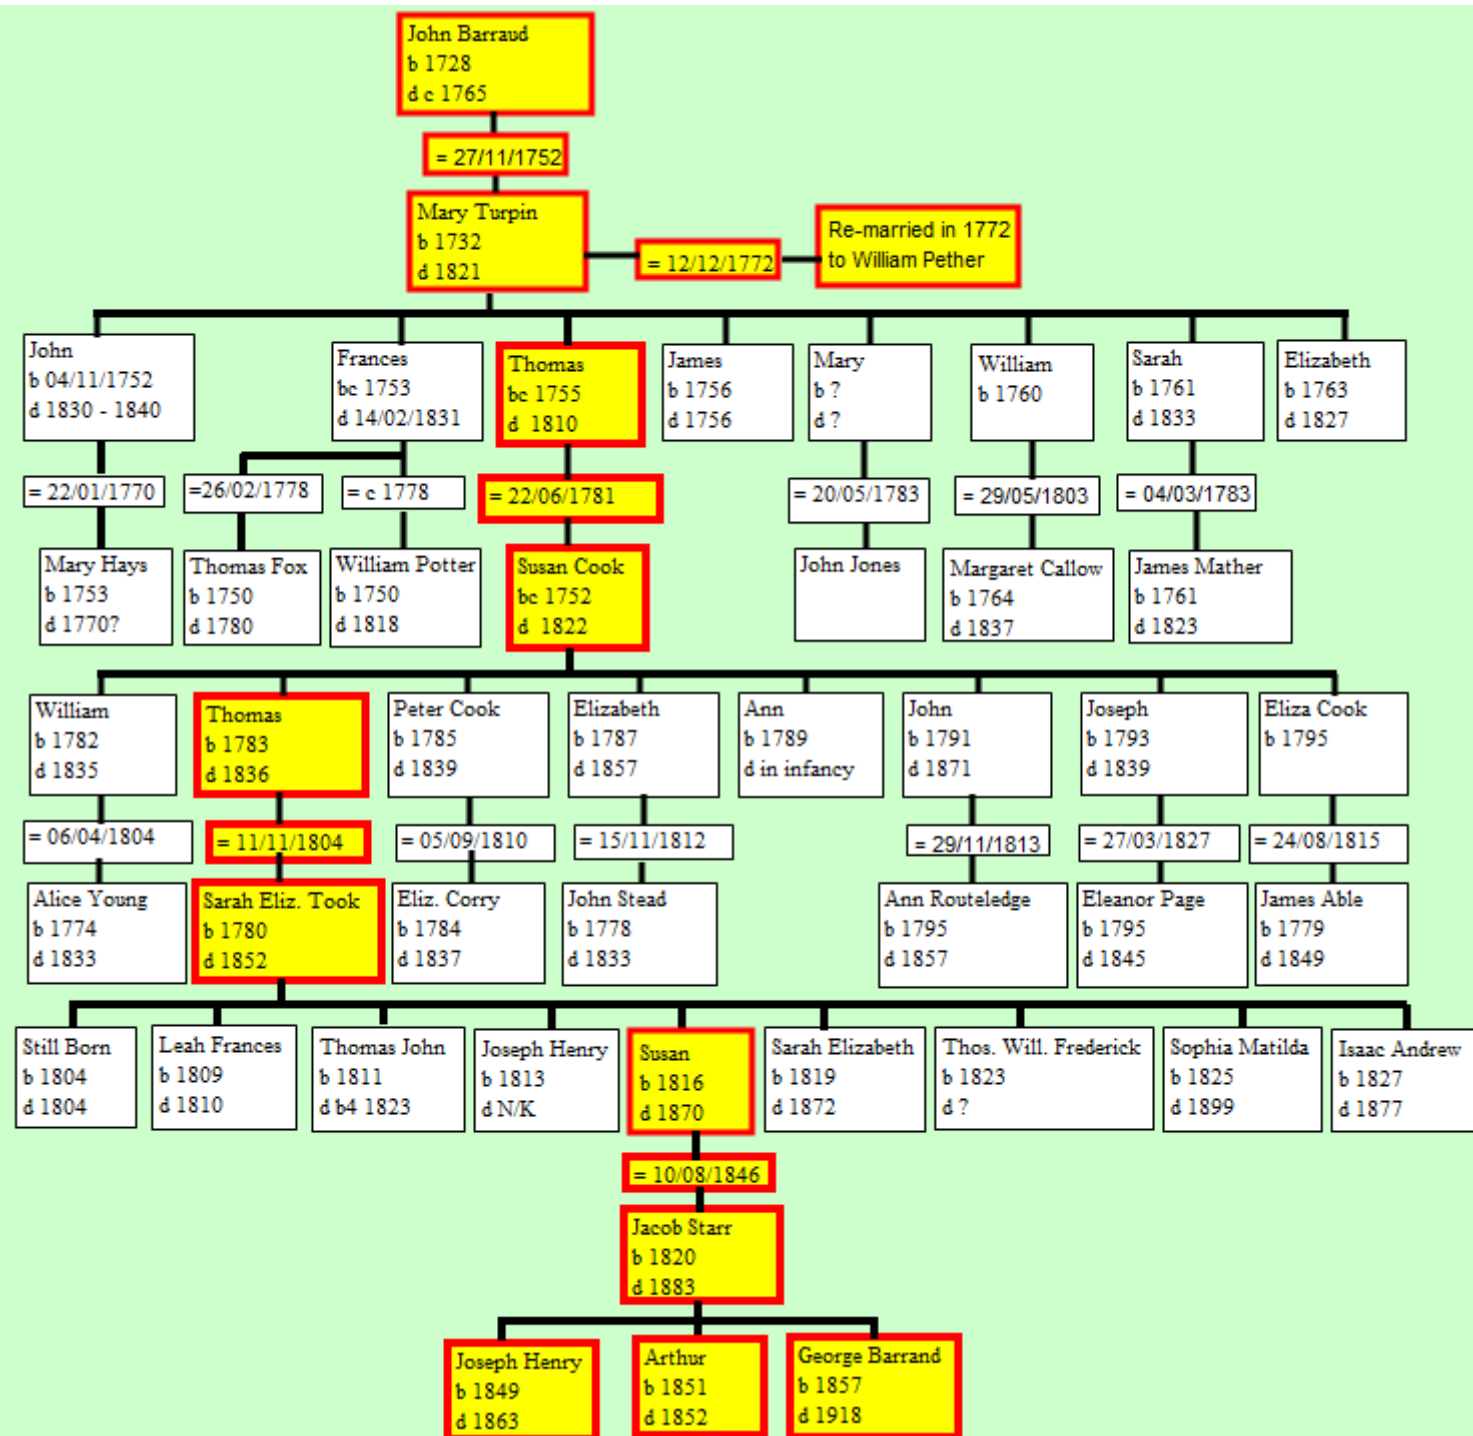 John Barraud
b 1728
d c 1765
= 27/11/1752
Mary Turpin
b 1732
d 1821
= 12/12/1772
Re-married in 1772
to William Pether
John
b 04/11/1752
d 1830 - 1840
Frances
bc 1753
d 14/02/1831
Thomas
bc 1755
d 1810
James
b 1756
d 1756
Mary
b ?
d ?
William
b 1760
Sarah
b 1761
d 1833
Elizabeth
b 1763
d 1827
= 22/01/1770
=26/02/1778
= c 1778
= 22/06/1781
= 20/05/1783
= 29/05/1803
= 04/03/1783
Mary Hays
b 1753
d 1770?
Thomas Fox
b 1750
d 1780
William Potter
b 1750
d 1818
Susan Cook
bc 1752
d 1822
John Jones
Margaret Callow
b 1764
d 1837
James Mather
b 1761
d 1823
William
b 1782
d 1835
Thomas
b 1783
d 1836
Peter Cook
b 1785
d 1839
Elizabeth
b 1787
d 1857
Ann
b 1789
d in infancy
John
b 1791
d 1871
Joseph
b 1793
d 1839
Eliza Cook
b 1795
= 06/04/1804
= 11/11/1804
= 05/09/1810
= 15/11/1812
= 29/11/1813
= 27/03/1827
= 24/08/1815
Alice Young
b 1774
d 1833
Sarah Eliz. Took
b 1780
d 1852
Eliz. Corry
b 1784
d 1837
John Stead
b 1778
d 1833
Ann Routeledge
b 1795
d 1857
Eleanor Page
b 1795
d 1845
James Able
b 1779
d 1849
Still Born
b 1804
d 1804
Leah Frances
b 1809
d 1810
Thomas John
b 1811
d b4 1823
Joseph Henry
b 1813
d N/K
Susan
b 1816
d 1870
Sarah Elizabeth
b 1819
d 1872
Thos. Will. Frederick
b 1823
d ?
Sophia Matilda
b 1825
d 1899
Isaac Andrew
b 1827
d 1877
= 10/08/1846
Jacob Starr
b 1820
d 1883
Joseph Henry
b 1849
d 1863
Arthur
b 1851
d 1852
George Barrand
b 1857
d 1918